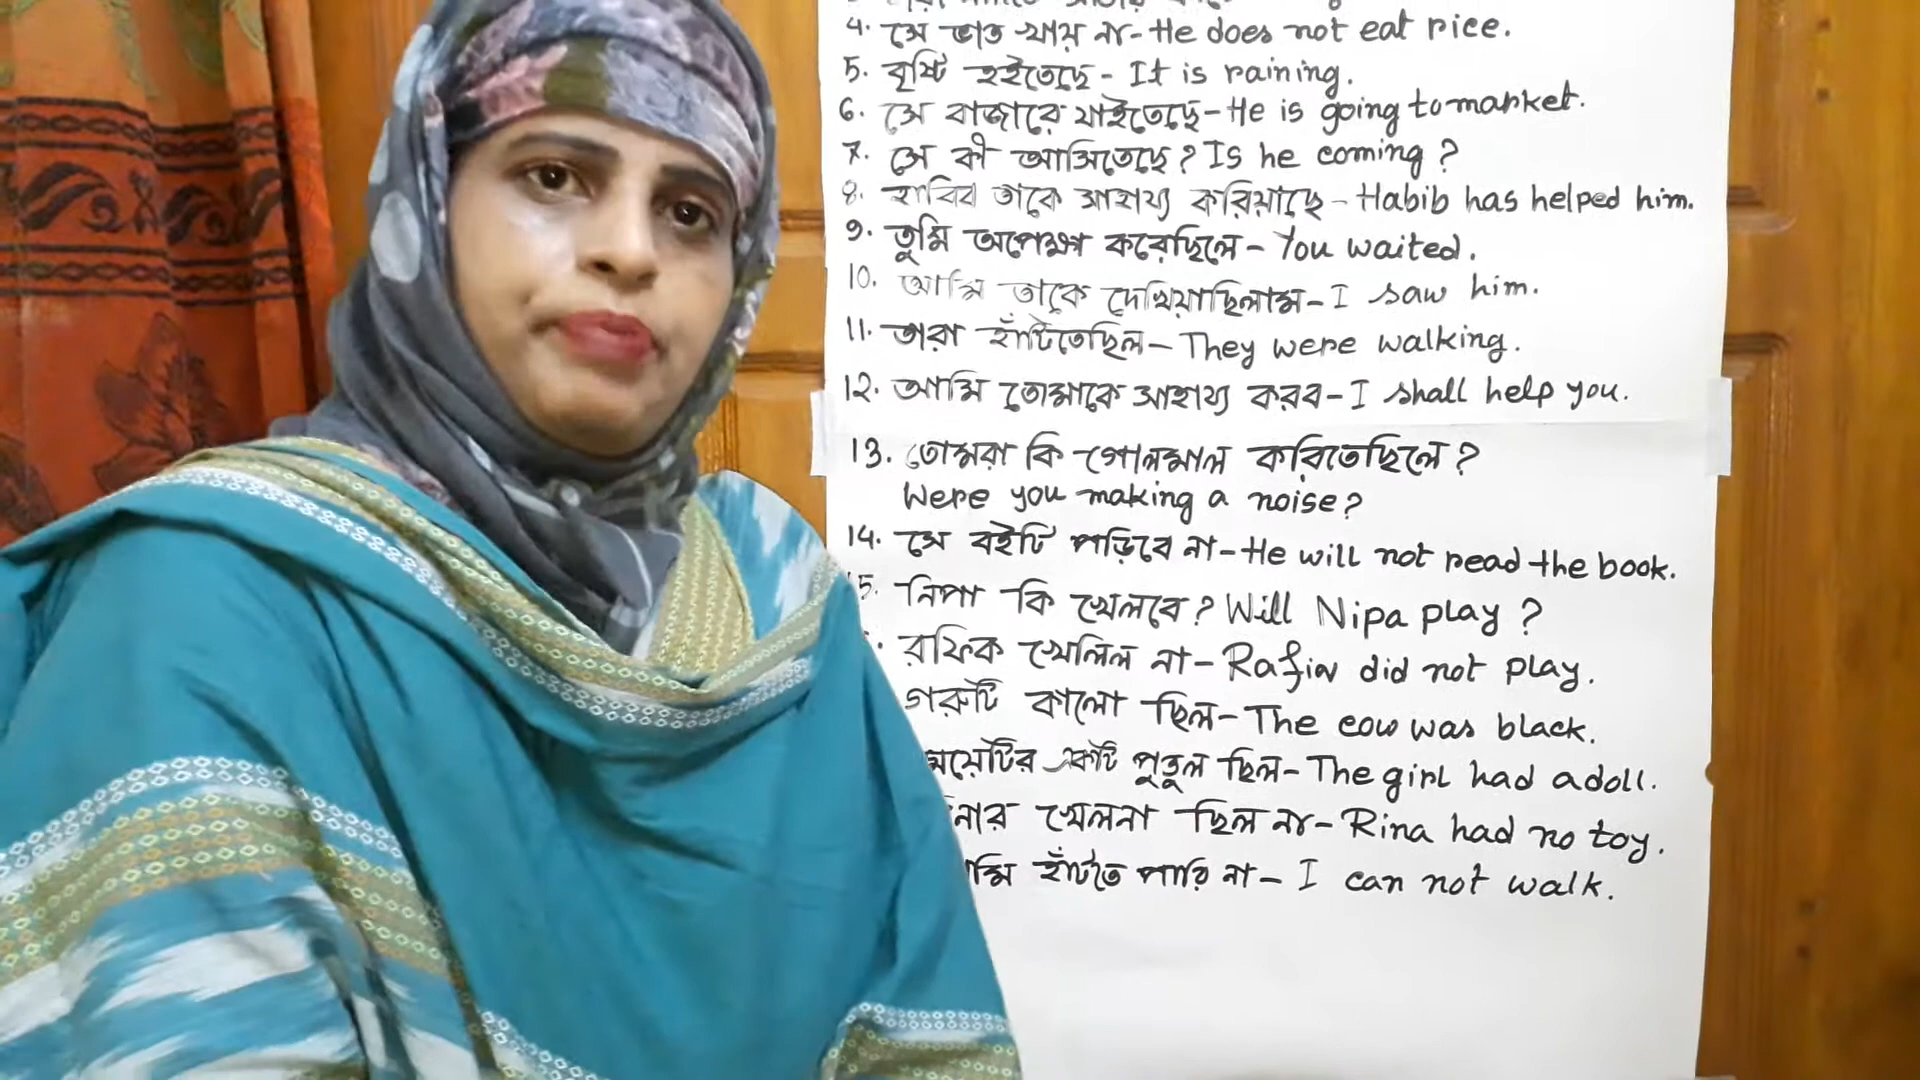 4. সে ভাত খায় না - He does not eat rice.
5. বৃষ্টি হইতেছে - It is raining.
6. সে বাজারে যাইতেছে - He is going to market.
7. সে কী আসিতেছে? Is he coming?
8. হাবিব তাকে সাহায্য করিয়াছে - Habib has helped him.
9. তুমি অপেক্ষা করেছিলে - You waited.
10. আমি তাকে দেখিয়াছিলাম - I saw him.
11. তারা হাঁটিতেছিল - They were walking.
12. আমি তোমাকে সাহায্য করব - I shall help you.
13. তোমরা কি গোলমাল করিতেছিলে?
Were you making a noise?
14. সে বইটি পড়িবে না - He will not read the book.
5. নিপা কি খেলবে? Will Nipa play?
রফিক খেলিল না - did not play.
গরুটি কালো ছিল - The cow was black.
মেয়েটির একটি পুতুল ছিল - The girl had a doll.
নার খেলনা ছিল না - Rina had no toy.
মি হাঁটতে পারি না - I can not walk.